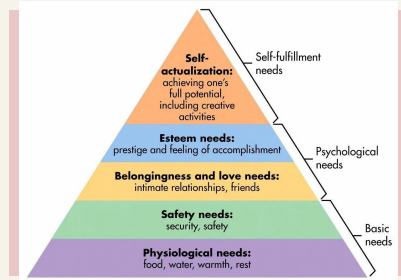 Self-
actualization:
achieving one's
full potential,
including creative
activities
Self-fulfillment
needs
Esteem needs:
prestige and feeling of accomplishment
Belongingness and love needs:
intimate relationships, friends
Psychological
needs
Safety needs:
security, safety
Physiological needs:
food, water, warmth, rest
Basic
needs